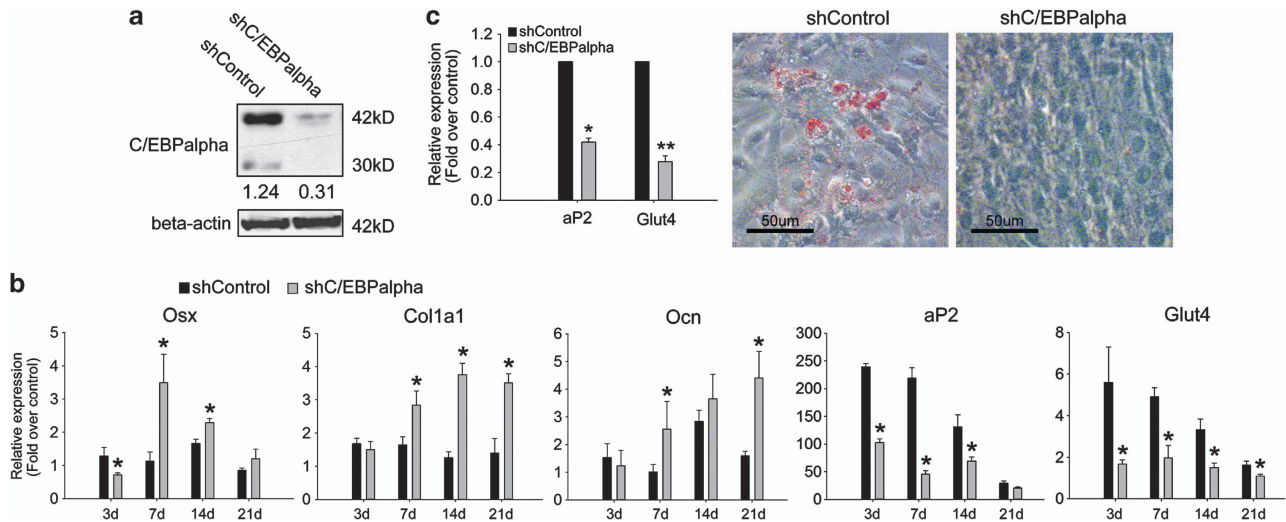 a
shControl
shC/EBPalpha
C/EBPalpha
42kD
30kD
1.24 0.31
beta-actin
42kD
c
shControl
shC/EBPalpha
Relative expression
(Fold over control)
1.2
1.0
0.8
0.6
0.4
0.2
0.0
*
**
aP2
Glut4
shControl
50um
shC/EBPalpha
50um
b
shControl shC/EBPalpha
Relative expression
(Fold over control)
Osx
5
4
3
2
1
0
*
*
*
3d 7d 14d 21d
Col1a1
5
4
3
2
1
0
*
*
*
3d 7d 14d 21d
Ocn
6
5
4
3
2
1
0
*
*
3d 7d 14d 21d
aP2
300
250
200
150
100
50
0
*
*
*
3d 7d 14d 21d
Glut4
8
6
4
2
0
*
*
*
*
3d 7d 14d 21d